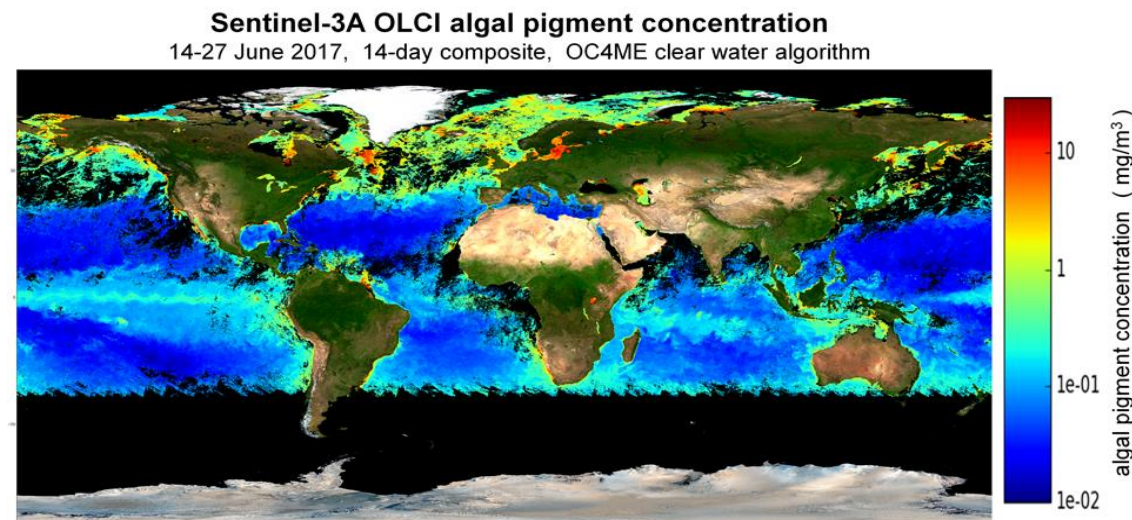 Sentinel-3A OLCI algal pigment concentration
14-27 June 2017, 14-day composite, OC4ME clear water algorithm
10
1
1e-01
1e-02
algal pigment concentration ( mg/m³ )